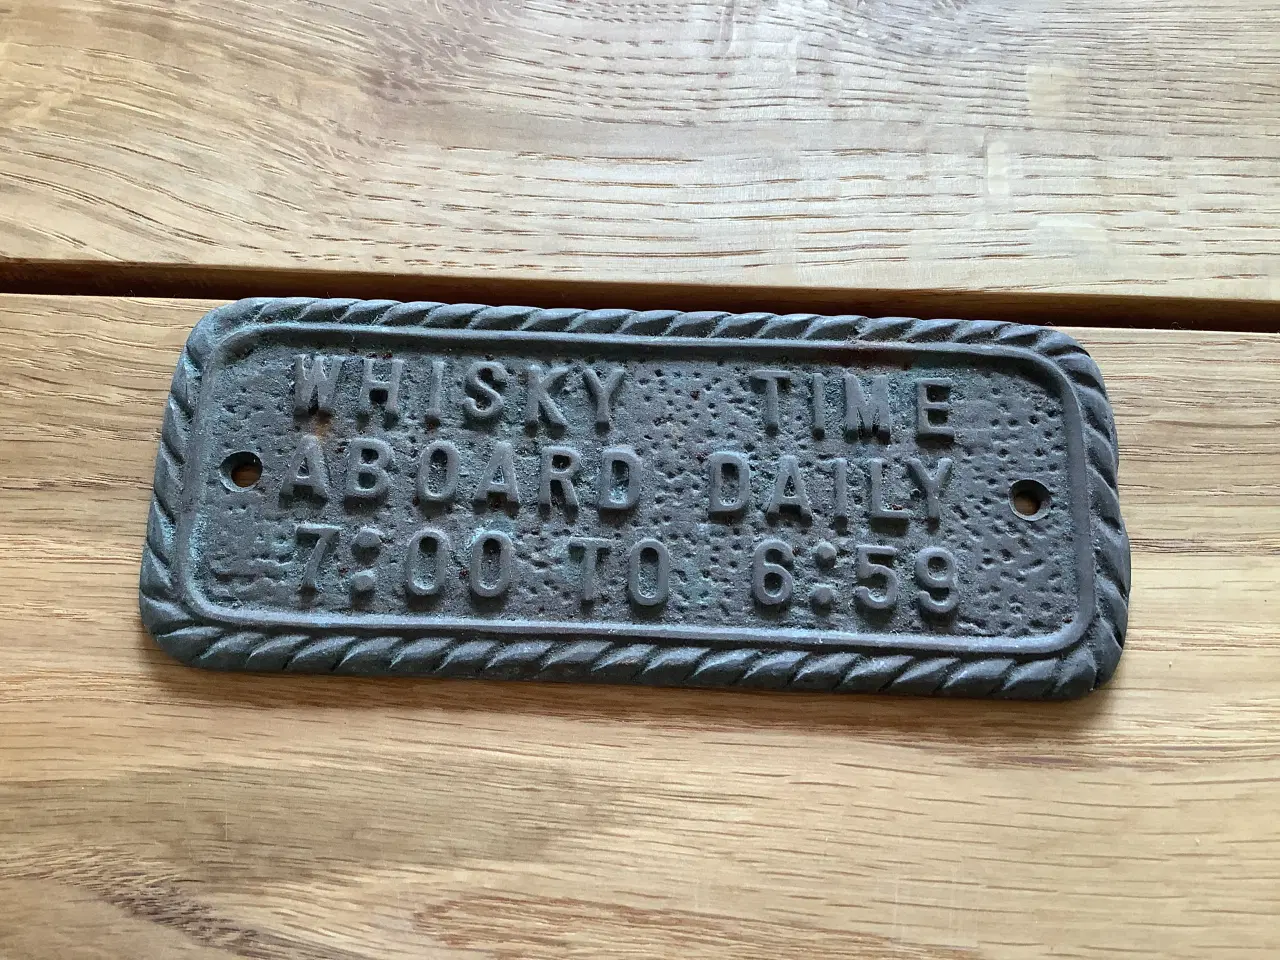 WHISKY TIME
ABOARD DAILY
7:00 TO 6:59